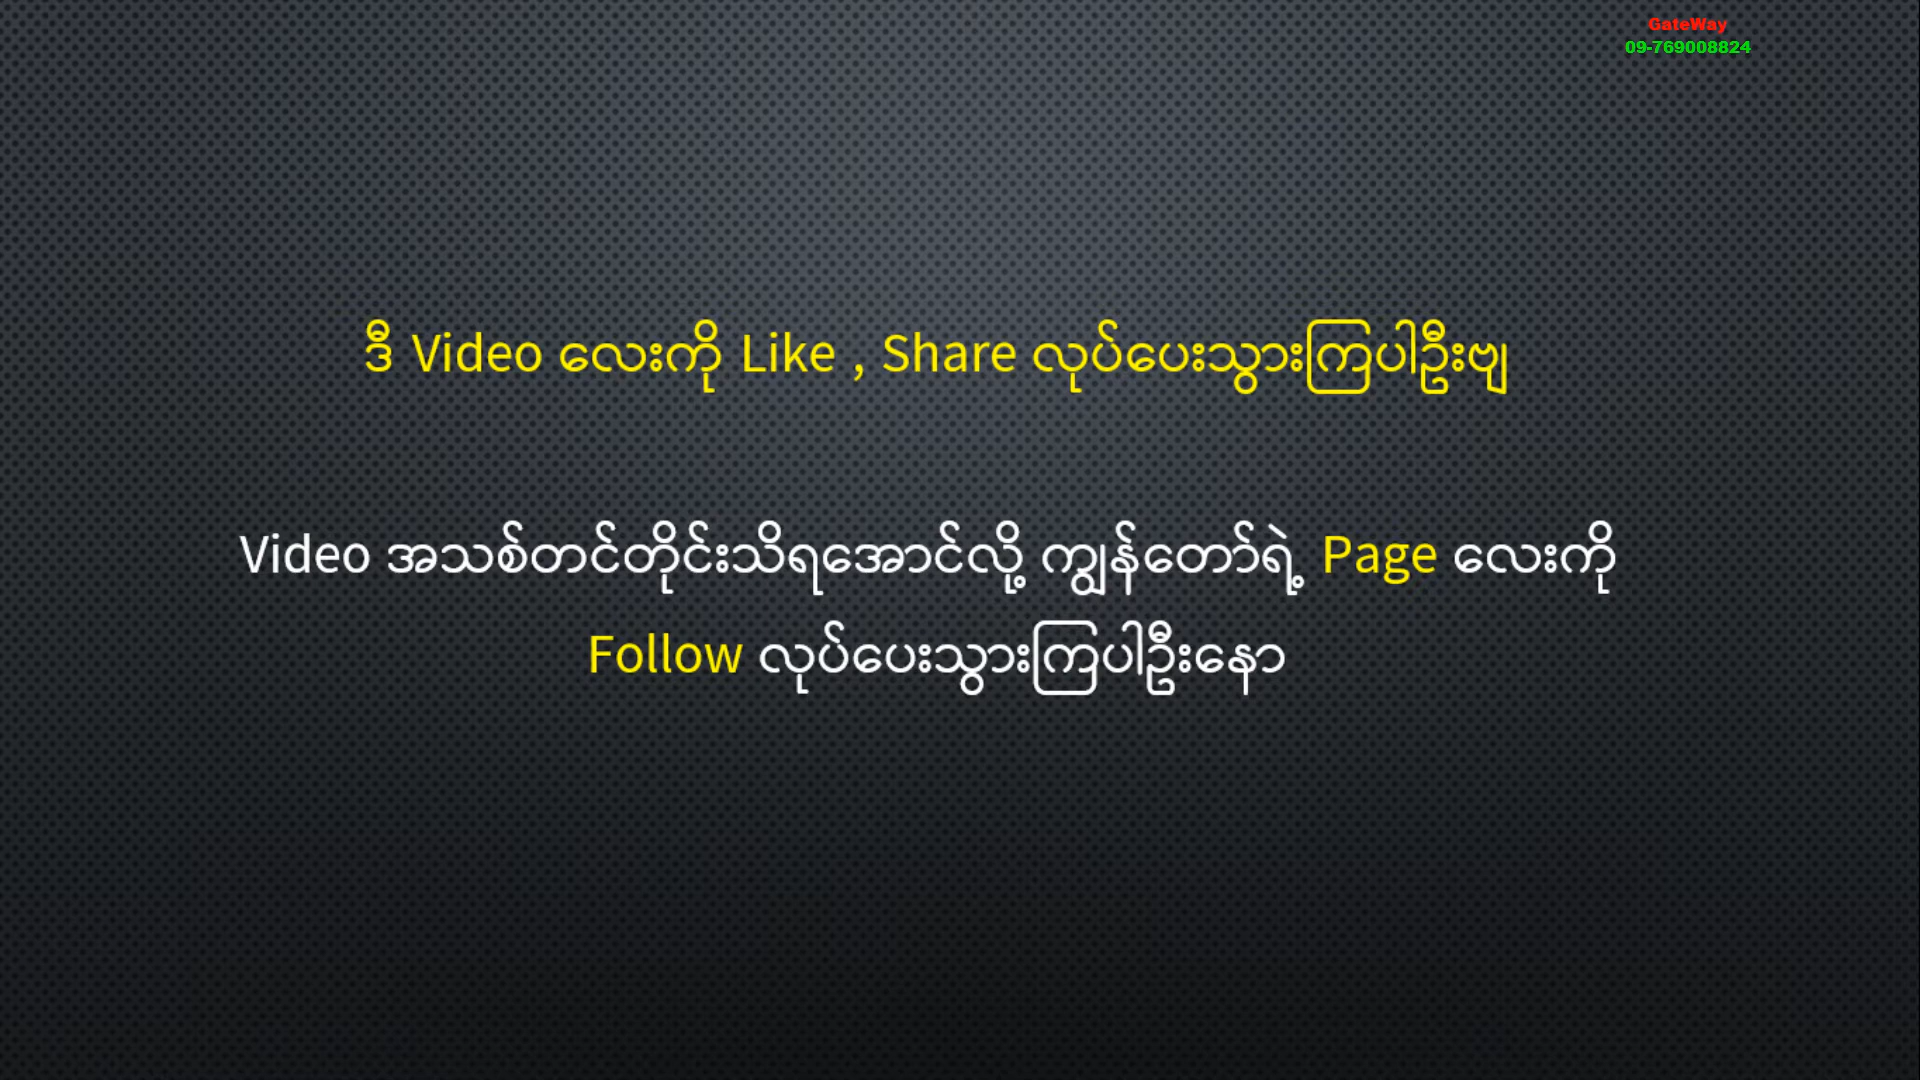 GateWay
09-769008824
ဒီ Video လေးကို Like , Share လုပ်ပေးသွားကြပါဦးဗျ
Video အသစ်တင်တိုင်းသိရအောင်လို့ ကျွန်တော်ရဲ့ Page လေးကို
Follow လုပ်ပေးသွားကြပါဦးနော